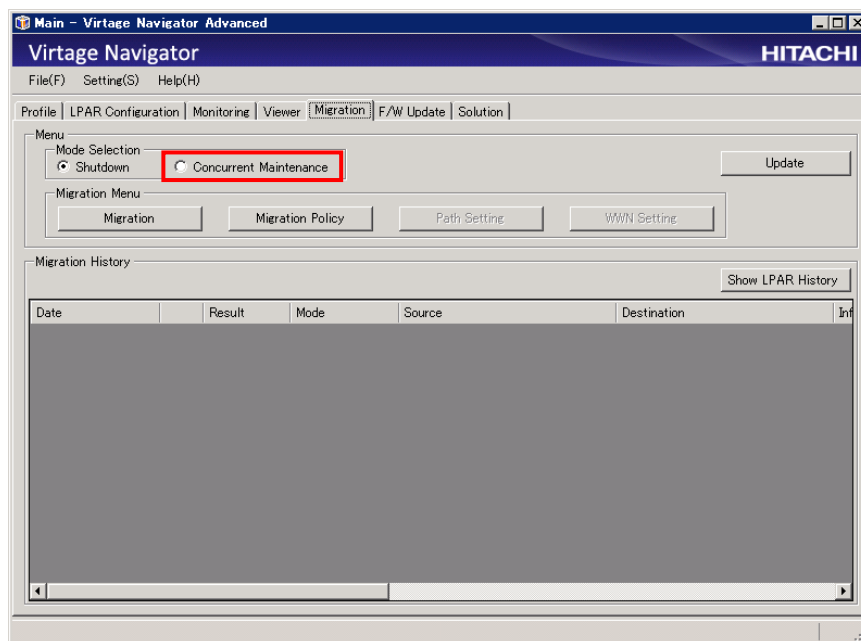 Main - Virtage Navigator Advanced
Virtage Navigator HITACHI
File(F) Setting(S) Help(H)
Profile LPAR Configuration Monitoring Viewer Migration F/W Update Solution
Menu
Mode Selection
Shutdown Concurrent Maintenance Update
Migration Menu
Migration Migration Policy Path Setting WWN Setting
Migration History
Show LPAR History
Date Result Mode Source Destination Inf